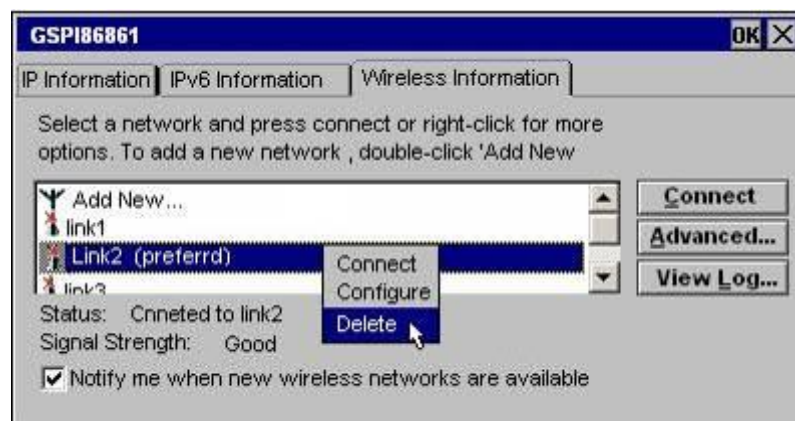 GSPI86861 OK
IP Information IPv6 Information Wireless Information
Select a network and press connect or right-click for more
options. To add a new network , double-click 'Add New
Add New...
link1
Link2 (preferrd)
link3
Connect
Configure
Delete
Connect
Advanced...
View Log...
Status: Cnneted to link2
Signal Strength: Good
Notify me when new wireless networks are available